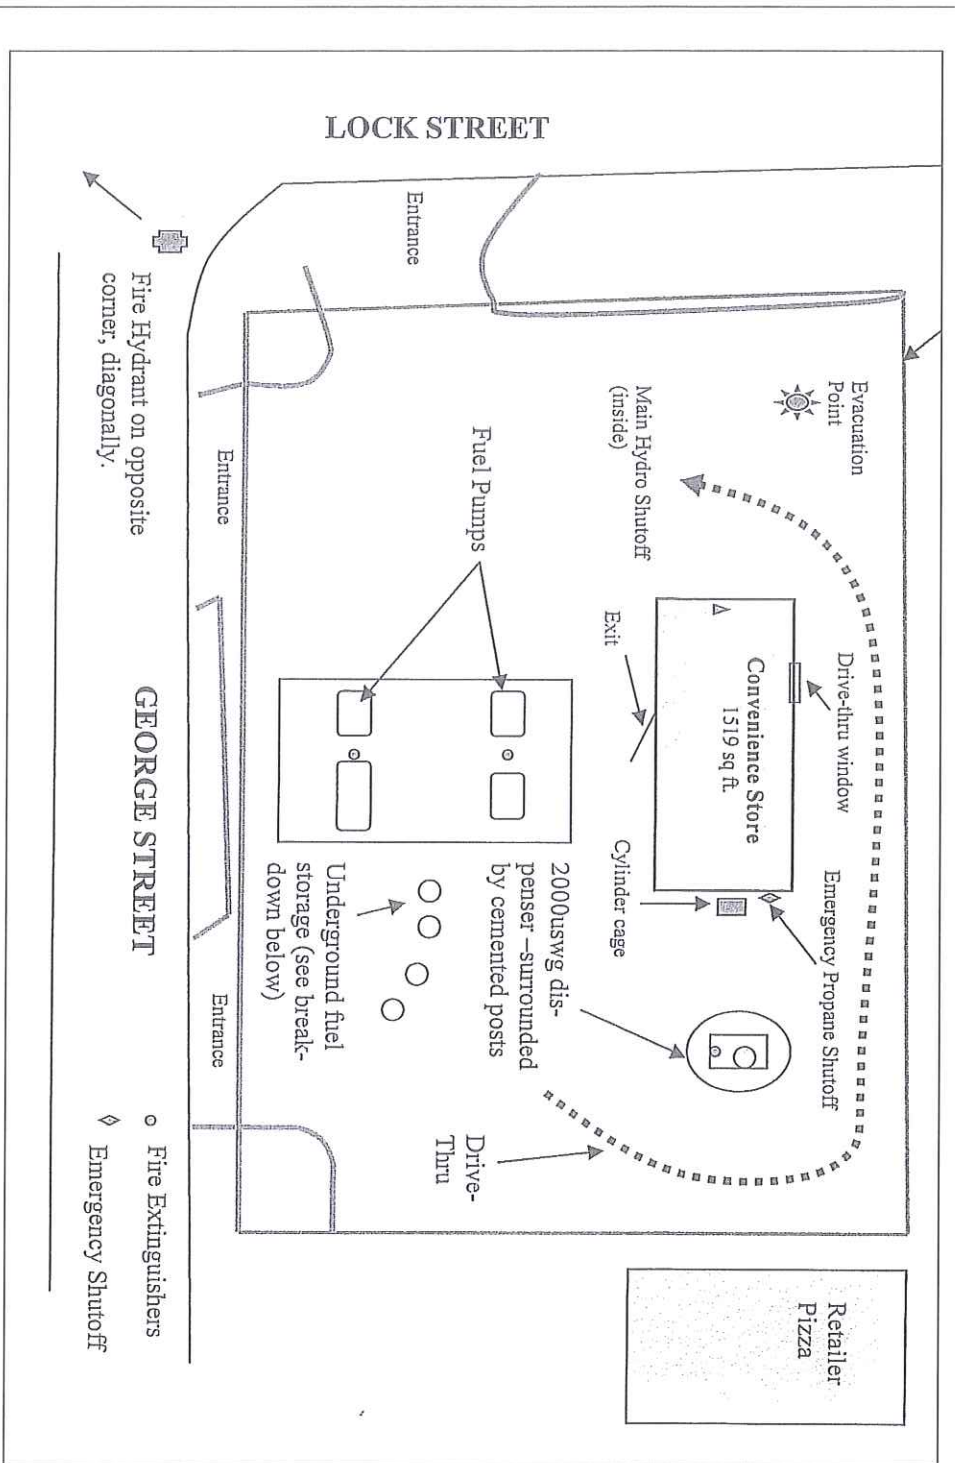 LOCK STREET
Entrance
Evacuation
Point
Main Hydro Shutoff
(inside)
Drive-thru window
Exit
Convenience Store
1519 sq ft.
Emergency Propane Shutoff
Cylinder cage
Fuel Pumps
2000uswg dis-
penser –surrounded
by cemented posts
Underground fuel
storage (see break-
down below)
Drive-
Thru
Retailer
Pizza
Entrance
Entrance
Fire Hydrant on opposite
corner, diagonally.
GEORGE STREET
Fire Extinguishers
Emergency Shutoff